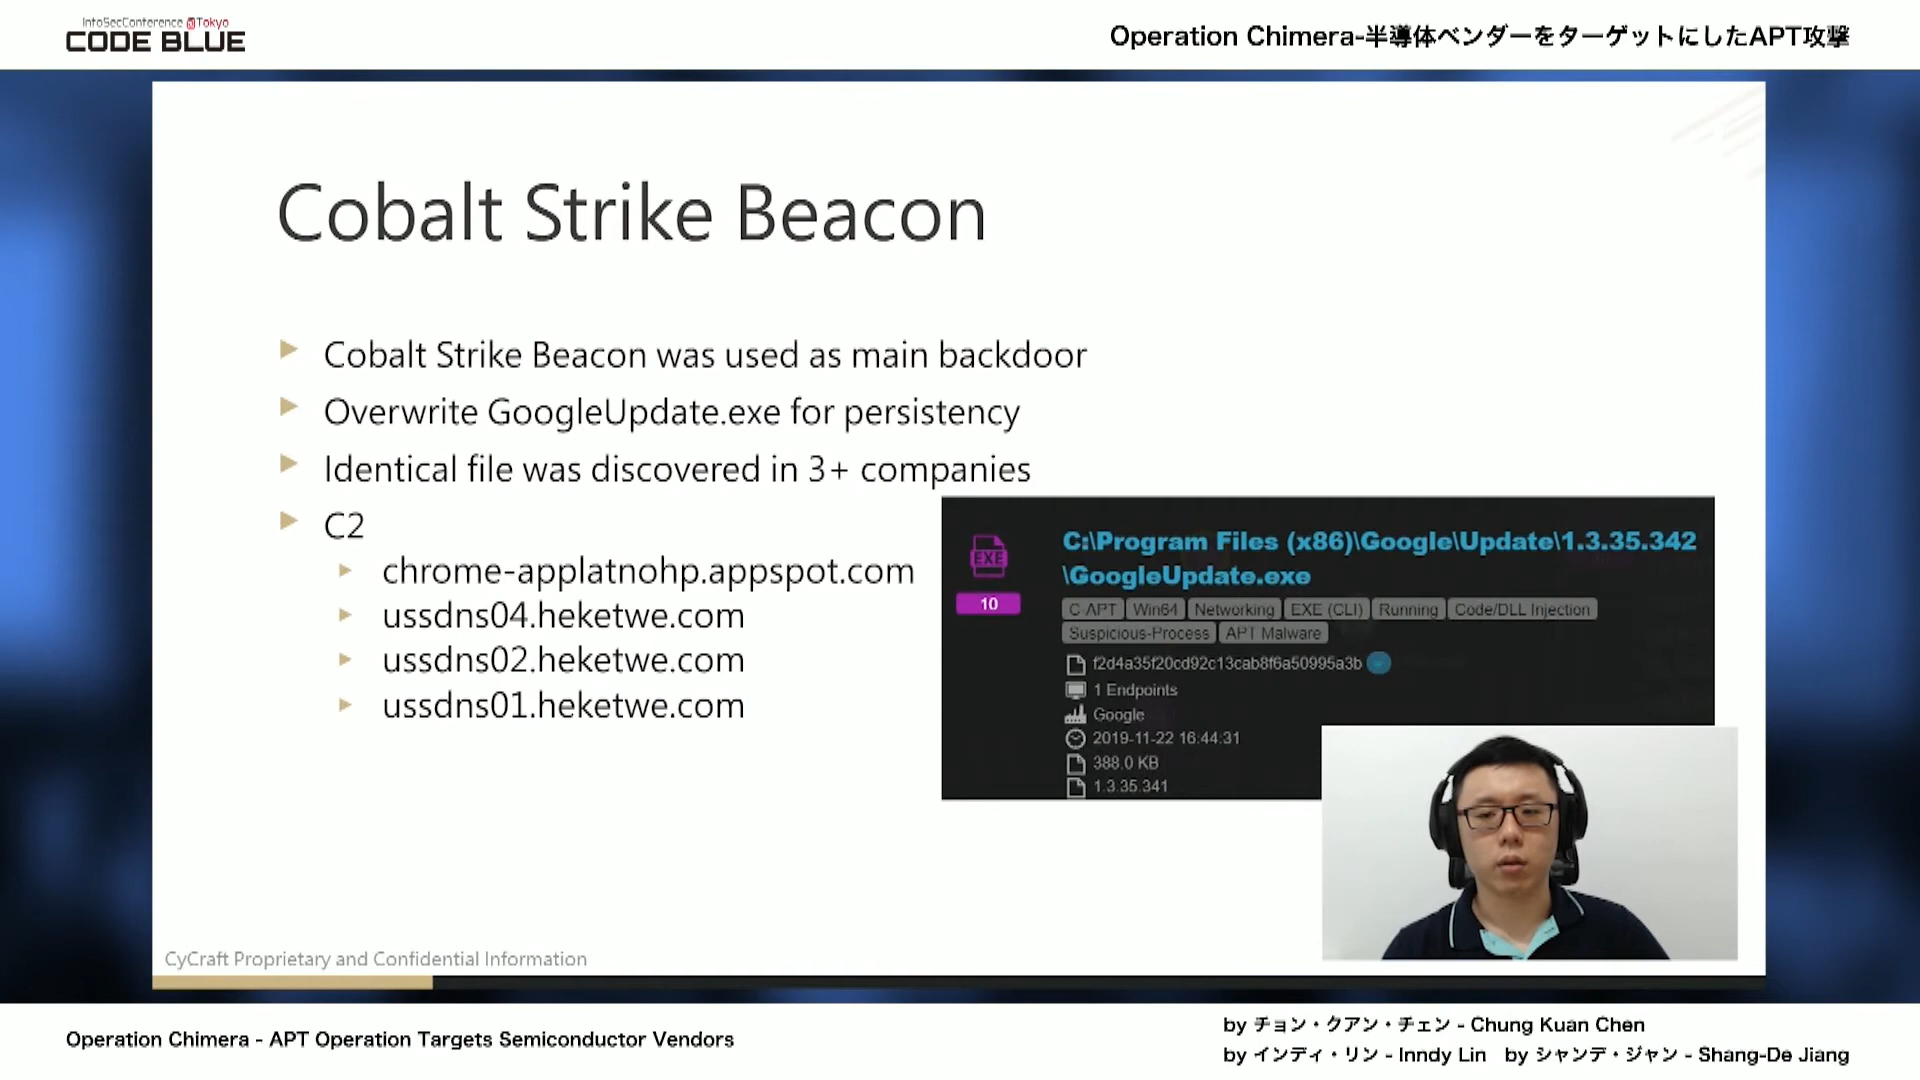 InfoSecConference @Tokyo
CODE BLUE
Operation Chimera-半導体ベンダーをターゲットにしたAPT攻撃
Cobalt Strike Beacon
Cobalt Strike Beacon was used as main backdoor
Overwrite GoogleUpdate.exe for persistency
Identical file was discovered in 3+ companies
C2
chrome-applatnohp.appspot.com
ussdns04.heketwe.com
ussdns02.heketwe.com
ussdns01.heketwe.com
EXE
10
C:\Program Files (x86)\Google\Update\1.3.35.342
\GoogleUpdate.exe
C-APT Win64 Networking EXE (CLI) Running Code/DLL Injection
Suspicious-Process APT Malware
f2d4a35f20cd92c13cab8f6a50995a3b
1 Endpoints
Google
2019-11-22 16:44:31
388.0 KB
1.3.35.341
CyCraft Proprietary and Confidential Information
Operation Chimera - APT Operation Targets Semiconductor Vendors
by チョン・クアン・チェン - Chung Kuan Chen
by インディ・リン - Inndy Lin by シャンデ・ジャン - Shang-De Jiang